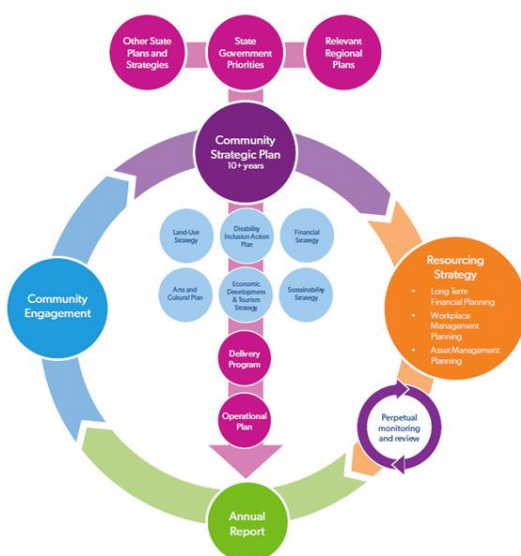 Other State
Plans and
Strategies
State
Government
Priorities
Relevant
Regional
Plans
Community
Strategic Plan
10+ years
Land-Use
Strategy
Disability
Inclusion Action
Plan
Financial
Strategy
Arts and
Cultural Plan
Economic
Development
& Tourism
Strategy
Sustainability
Strategy
Community
Engagement
Resourcing
Strategy
• Long Term
Financial Planning
• Workplace
Management
Planning
• Asset Management
Planning
Delivery
Program
Operational
Plan
Perpetual
monitoring
and review
Annual
Report